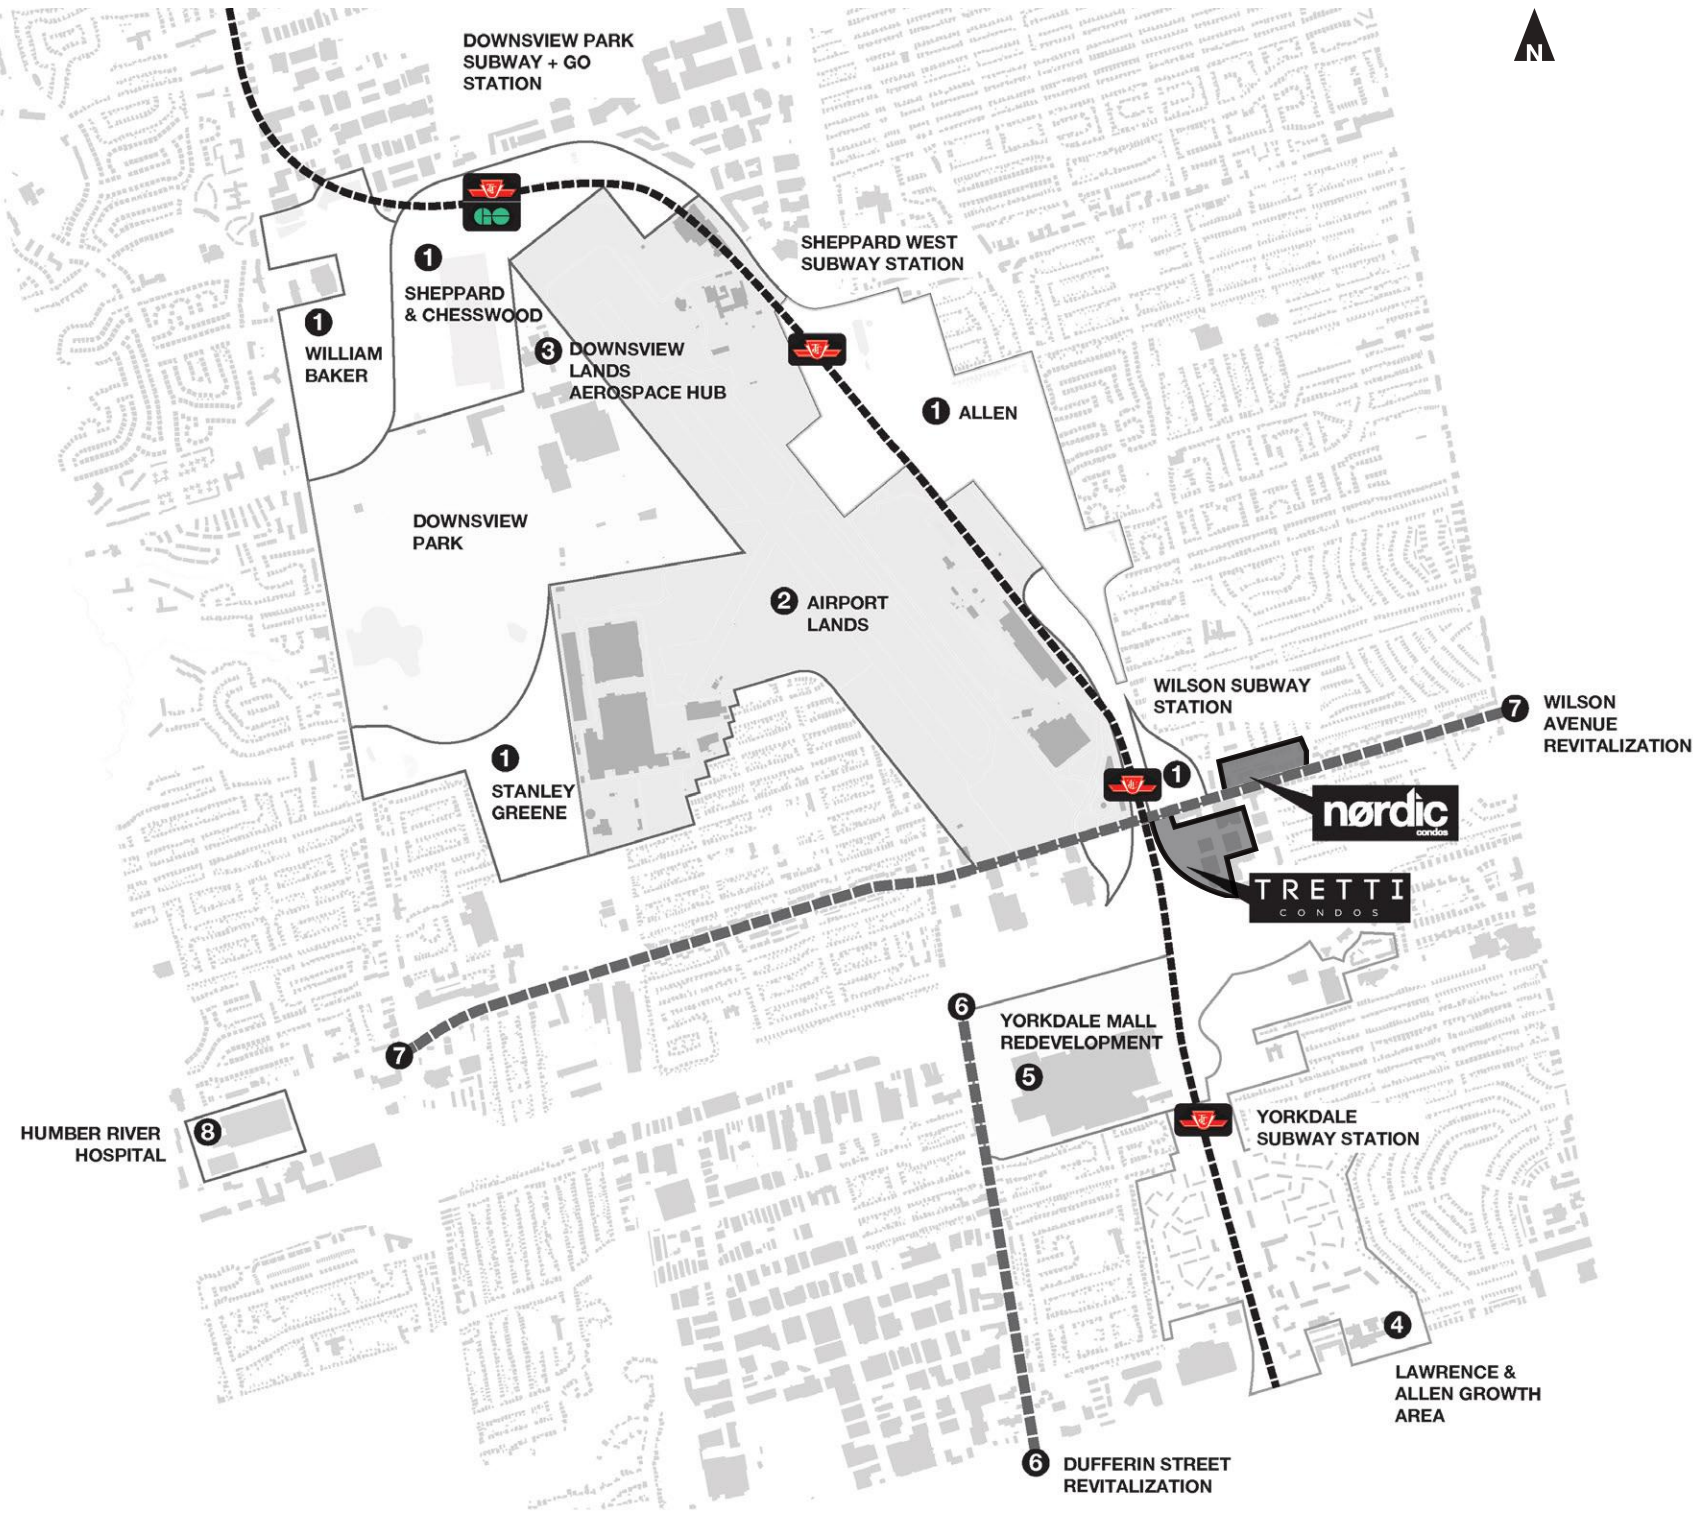 DOWNSVIEW PARK
SUBWAY + GO
STATION
N
GO
SHEPPARD WEST
SUBWAY STATION
1
SHEPPARD
& CHESSWOOD
1
WILLIAM
BAKER
3 DOWNSVIEW
LANDS
AEROSPACE HUB
1 ALLEN
DOWNSVIEW
PARK
2 AIRPORT
LANDS
WILSON SUBWAY
STATION
7 WILSON
AVENUE
REVITALIZATION
1
STANLEY
GREENE
1
nørdic
condos
TRETTI
CONDOS
6
YORKDALE MALL
REDEVELOPMENT
5
7
HUMBER RIVER
HOSPITAL
8
YORKDALE
SUBWAY STATION
4
LAWRENCE &
ALLEN GROWTH
AREA
6 DUFFERIN STREET
REVITALIZATION